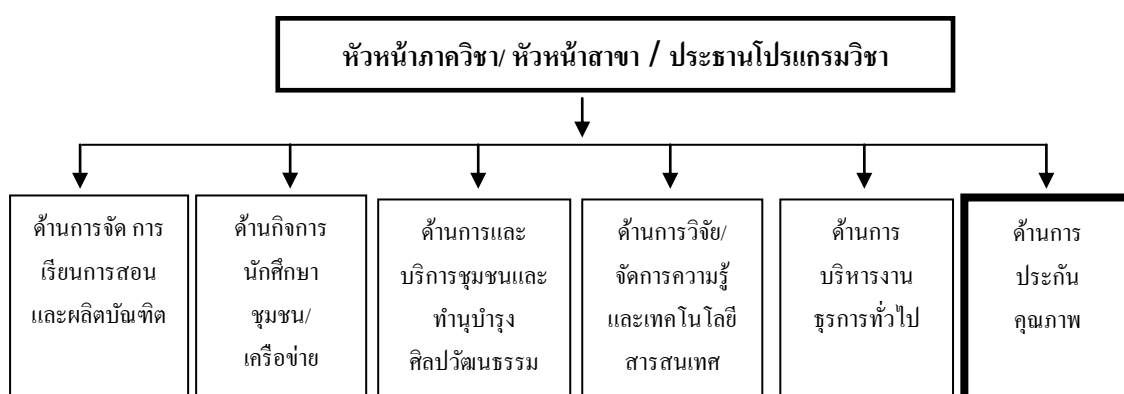 หัวหน้าภาควิชา/ หัวหน้าสาขา / ประธานโปรแกรมวิชา
ด้านการจัด การ
เรียนการสอน
และผลิตบัณฑิต
ด้านกิจการ
นักศึกษา
ชุมชน/
เครือข่าย
ด้านการและ
บริการชุมชนและ
ทำนุบำรุง
ศิลปวัฒนธรรม
ด้านการวิจัย/
จัดการความรู้
และเทคโนโลยี
สารสนเทศ
ด้านการ
บริหารงาน
ธุรการทั่วไป
ด้านการ
ประกัน
คุณภาพ